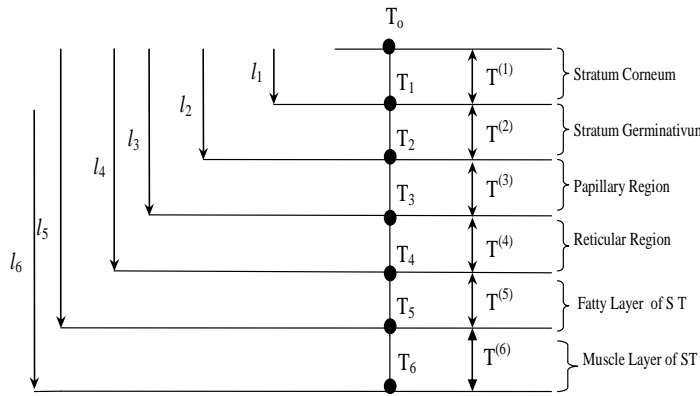 T₀
l₁ T₁ T⁽¹⁾ Stratum Corneum
l₂ T₂ T⁽²⁾ Stratum Germinativum
l₃ T₃ T⁽³⁾ Papillary Region
l₄ T₄ T⁽⁴⁾ Reticular Region
l₅ T₅ T⁽⁵⁾ Fatty Layer of S T
l₆ T₆ T⁽⁶⁾ Muscle Layer of ST